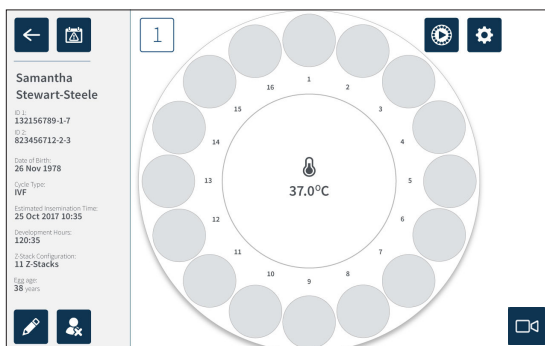 Samantha
Stewart-Steele
ID 1:
132156789-1-7
ID 2:
823456712-2-3
Date of Birth:
26 Nov 1978
Cycle Type:
IVF
Estimated Insemination Time:
25 Oct 2017 10:35
Development Hours:
120:35
Z-Stack Configuration:
11 Z-Stacks
Egg age:
38 years
1
1
2
3
4
5
6
7
8
9
10
11
12
13
14
15
16
37.0°C